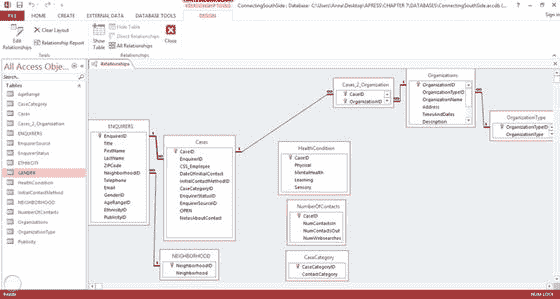 RELATIONSHIP TOOLS
ConnectingSouthSide : Database- C:\Users\Anna\Desktop\APRESS\CHAPTER 7\DATABASES\ConnectingSouthSide.accdb
FILE HOME CREATE EXTERNAL DATA DATABASE TOOLS DESIGN
Edit Relationships
Clear Layout
Relationship Report
Tools
Show Table
Hide Table
Direct Relationships
All Relationships
Relationships
Close
All Access Obje...
Tables
AgeRange
CaseCategory
Cases
Cases_2_Organization
ENQUIRERS
EnquirerSource
EnquirerStatus
ETHNICITY
GENDER
HealthCondition
InitialContactMethod
NEIGHBORHOOD
NumberOfContacts
Organizations
OrganizationType
Publicity
Relationships
ENQUIRERS
EnquirerID
Title
FirstName
LastName
ZIPCode
NeighborhoodID
Telephone
Email
GenderID
AgeRangeID
EthnicityID
PublicityID
Cases
CaseID
EnquirerID
CSS_Employee
DateOfInitialContact
InitialContactMethodID
CaseCategoryID
EnquirerStatusID
EnquirerSourceID
OPEN
NotesAboutContact
NEIGHBORHOOD
NeighborhoodID
Neighborhood
Cases_2_Organization
CaseID
OrganizationID
HealthCondition
CaseID
Physical
MentalHealth
Learning
Sensory
NumberOfContacts
CaseID
NumContactsIn
NumContactsOut
NumWebsearches
CaseCategory
CaseCategoryID
ContactCategory
Organizations
OrganizationID
OrganizationTypeID
OrganizationName
Address
TimesAndDates
Description
OrganizationType
OrganizationTypeID
OrganizationType
NUM LOCK